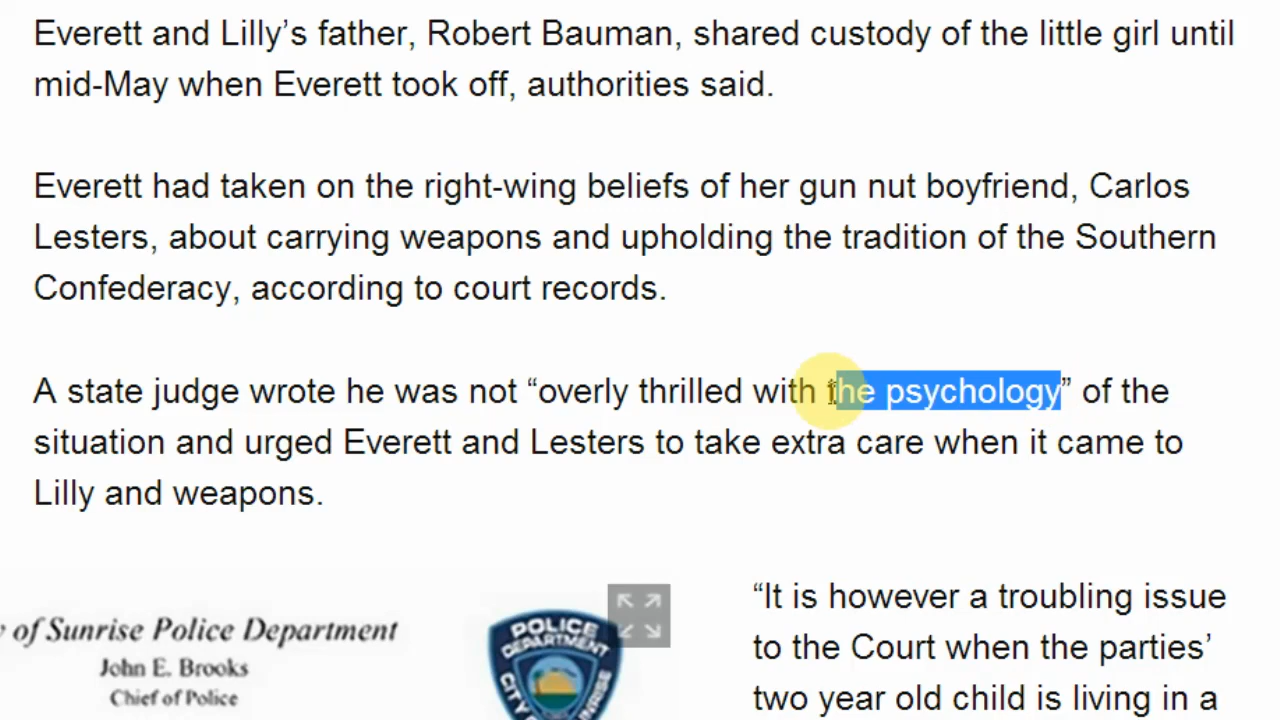 Everett and Lilly’s father, Robert Bauman, shared custody of the little girl until
mid-May when Everett took off, authorities said.
Everett had taken on the right-wing beliefs of her gun nut boyfriend, Carlos
Lesters, about carrying weapons and upholding the tradition of the Southern
Confederacy, according to court records.
A state judge wrote he was not “overly thrilled with the psychology” of the
situation and urged Everett and Lesters to take extra care when it came to
Lilly and weapons.
“It is however a troubling issue
to the Court when the parties’
two year old child is living in a
y of Sunrise Police Department
John E. Brooks
Chief of Police
POLICE
DEPARTMENT